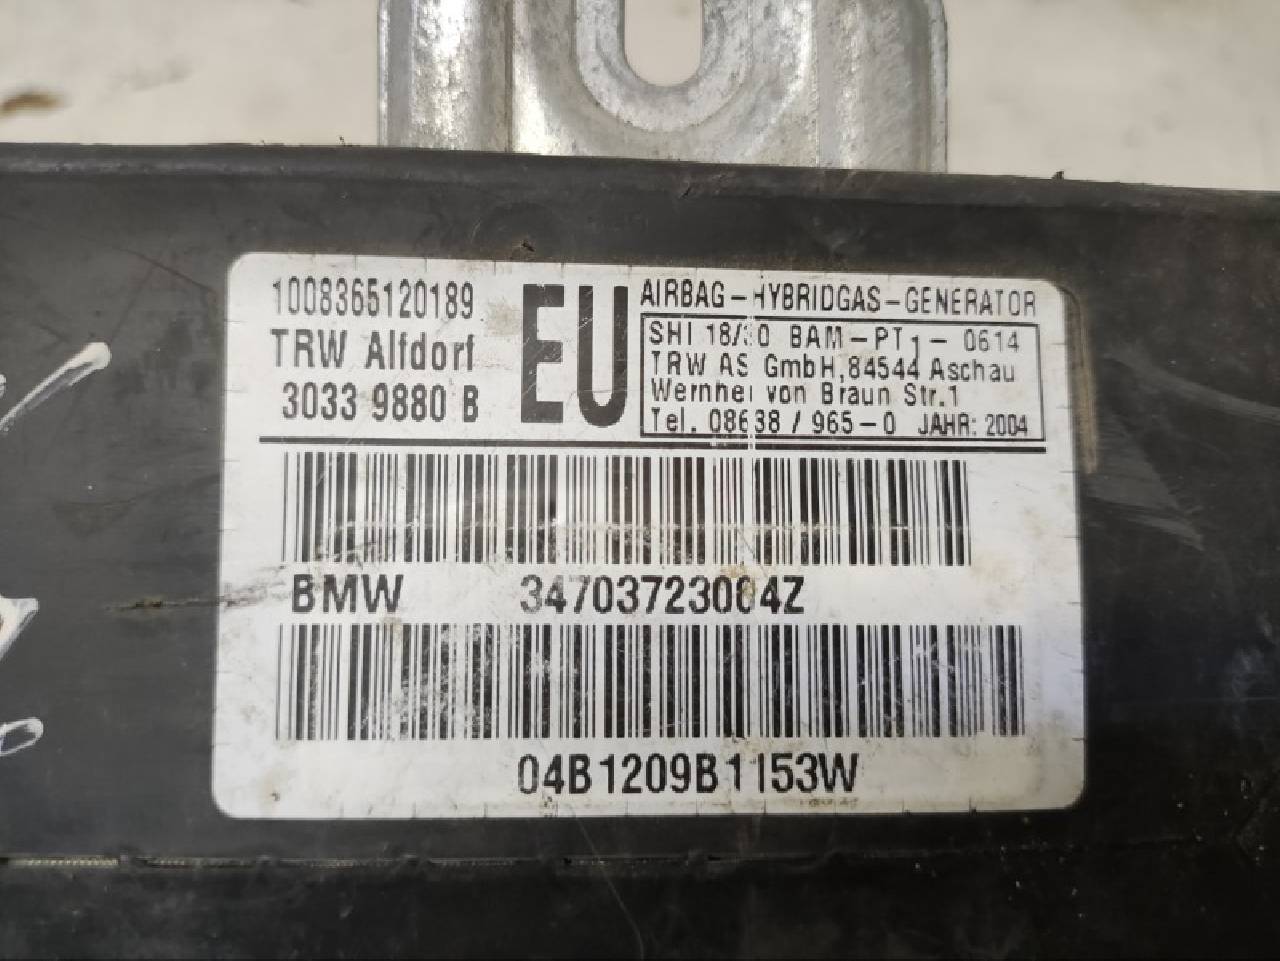 1008365120189
TRW Alfdorf
3033 9880 B
EU
AIRBAG-HYBRIDGAS-GENERATOR
SHI 18/30 BAM-PT1-0614
TRW AS GmbH,84544 Aschau
Wernher von Braun Str.1
Tel. 08638 / 965-0 JAHR: 2004
BMW 34703723004Z
04B1209B1153W